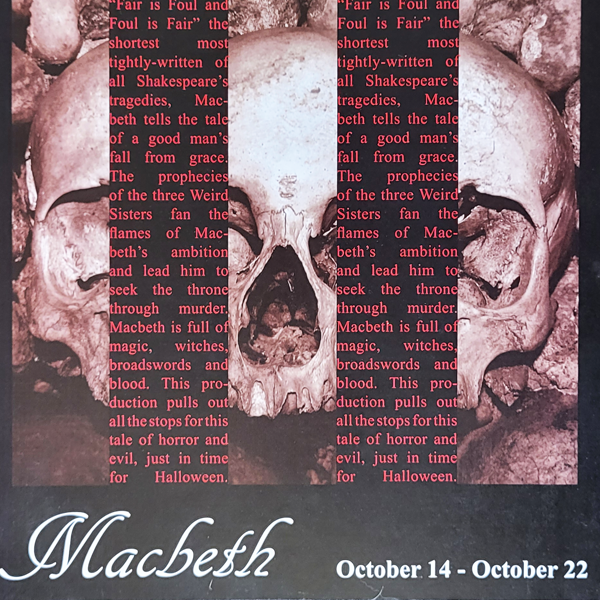 "Fair is Foul and
Foul is Fair" the
shortest most
tightly-written of
all Shakespeare's
tragedies, Mac-
beth tells the tale
of a good man's
fall from grace.
The prophecies
of the three Weird
Sisters fan the
flames of Mac-
beth's ambition
and lead him to
seek the throne
through murder.
Macbeth is full of
magic, witches,
broadswords and
blood. This pro-
duction pulls out
all the stops for this
tale of horror and
evil, just in time
for Halloween.
"Fair is Foul and
Foul is Fair" the
shortest most
tightly-written of
all Shakespeare's
tragedies, Mac-
beth tells the tale
of a good man's
fall from grace.
The prophecies
of the three Weird
Sisters fan the
flames of Mac-
beth's ambition
and lead him to
seek the throne
through murder.
Macbeth is full of
magic, witches,
broadswords and
blood. This pro-
duction pulls out
all the stops for this
tale of horror and
evil, just in time
for Halloween.
Macbeth
October 14 - October 22